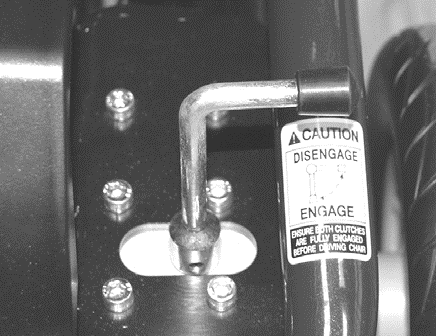 CAUTION
DISENGAGE
ENGAGE
ENSURE BOTH CLUTCHES
ARE FULLY ENGAGED
BEFORE DRIVING CHAIR